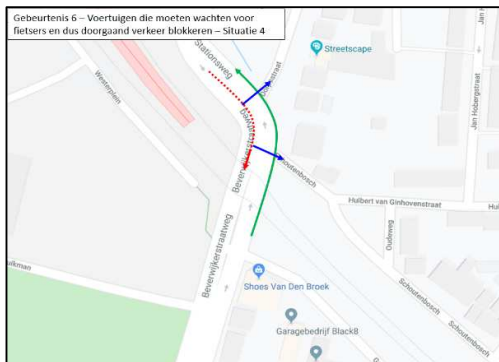 Gebeurtenis 6 – Voertuigen die moeten wachten voor
fietsers en dus doorgaand verkeer blokkeren – Situatie 4
Stationsweg
Streetscape
Westerplein
Jan Hobergstraat
Beverwijkerstraatweg
Huibert van Ginhovenstraat
Oudeweg
Schoutenbosch
Shoes Van Den Broek
Garagebedrijf Black8